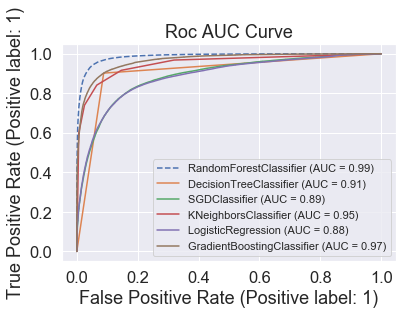 Roc AUC Curve
True Positive Rate (Positive label: 1)
1.0
0.8
0.6
0.4
0.2
0.0
RandomForestClassifier (AUC = 0.99)
DecisionTreeClassifier (AUC = 0.91)
SGDClassifier (AUC = 0.89)
KNeighborsClassifier (AUC = 0.95)
LogisticRegression (AUC = 0.88)
GradientBoostingClassifier (AUC = 0.97)
0.0 0.2 0.4 0.6 0.8 1.0
False Positive Rate (Positive label: 1)